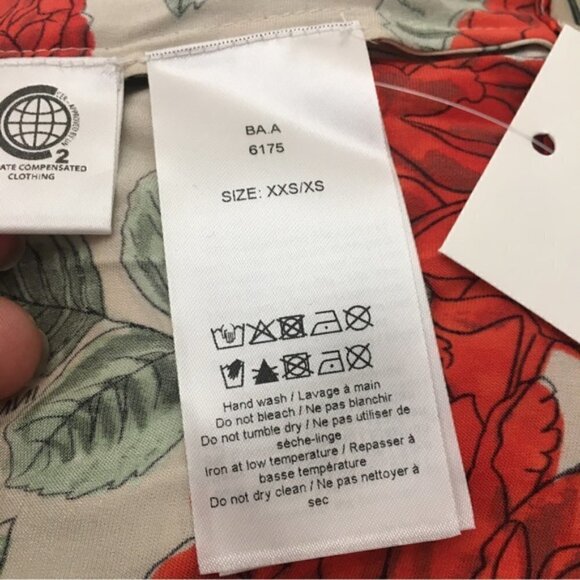 2
ATE COMPENSATED
CLOTHING
BA.A
6175
SIZE: XXS/XS
Hand wash / Lavage à main
Do not bleach / Ne pas blanchir
Do not tumble dry / Ne pas utiliser de
sèche-linge
Iron at low temperature / Repasser à
basse température
Do not dry clean / Ne pas nettoyer à
sec